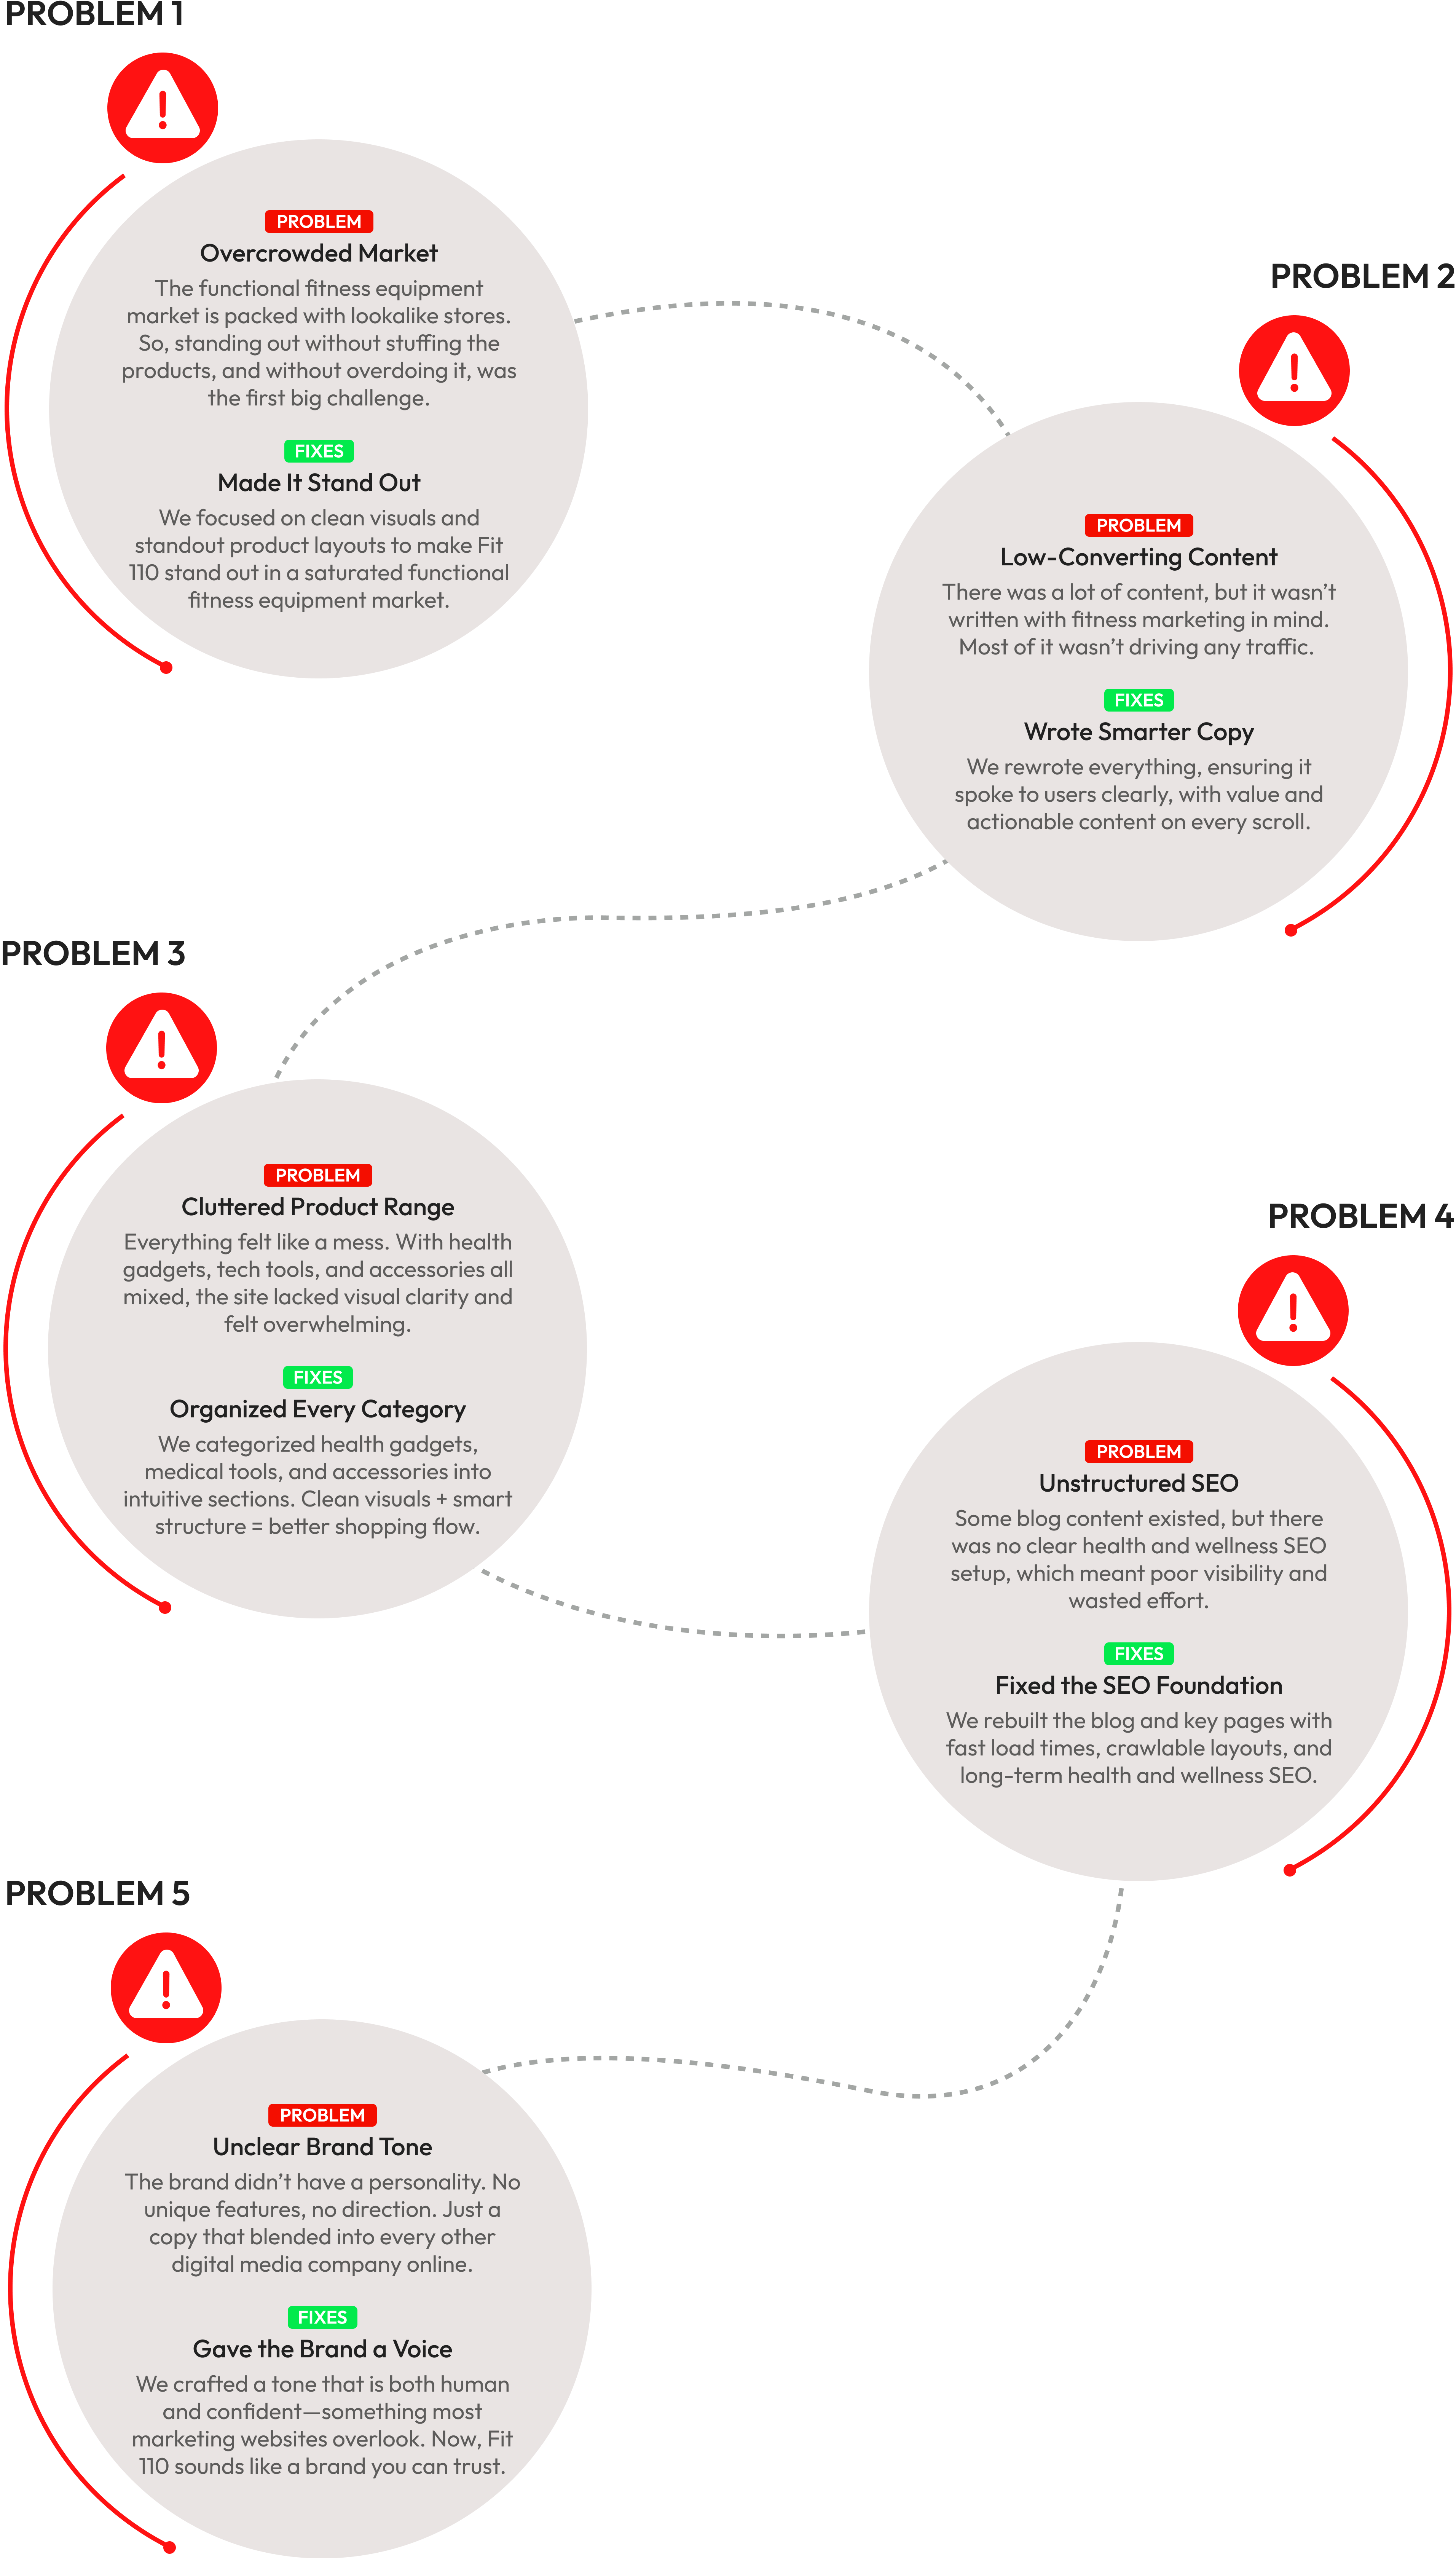 PROBLEM 1
PROBLEM
Overcrowded Market
The functional fitness equipment
market is packed with lookalike stores.
So, standing out without stuffing the
products, and without overdoing it, was
the first big challenge.
FIXES
Made It Stand Out
We focused on clean visuals and
standout product layouts to make Fit
110 stand out in a saturated functional
fitness equipment market.
PROBLEM 2
PROBLEM
Low-Converting Content
There was a lot of content, but it wasn’t
written with fitness marketing in mind.
Most of it wasn’t driving any traffic.
FIXES
Wrote Smarter Copy
We rewrote everything, ensuring it
spoke to users clearly, with value and
actionable content on every scroll.
PROBLEM 3
PROBLEM
Cluttered Product Range
Everything felt like a mess. With health
gadgets, tech tools, and accessories all
mixed, the site lacked visual clarity and
felt overwhelming.
FIXES
Organized Every Category
We categorized health gadgets,
medical tools, and accessories into
intuitive sections. Clean visuals + smart
structure = better shopping flow.
PROBLEM 4
PROBLEM
Unstructured SEO
Some blog content existed, but there
was no clear health and wellness SEO
setup, which meant poor visibility and
wasted effort.
FIXES
Fixed the SEO Foundation
We rebuilt the blog and key pages with
fast load times, crawlable layouts, and
long-term health and wellness SEO.
PROBLEM 5
PROBLEM
Unclear Brand Tone
The brand didn’t have a personality. No
unique features, no direction. Just a
copy that blended into every other
digital media company online.
FIXES
Gave the Brand a Voice
We crafted a tone that is both human
and confident—something most
marketing websites overlook. Now, Fit
110 sounds like a brand you can trust.